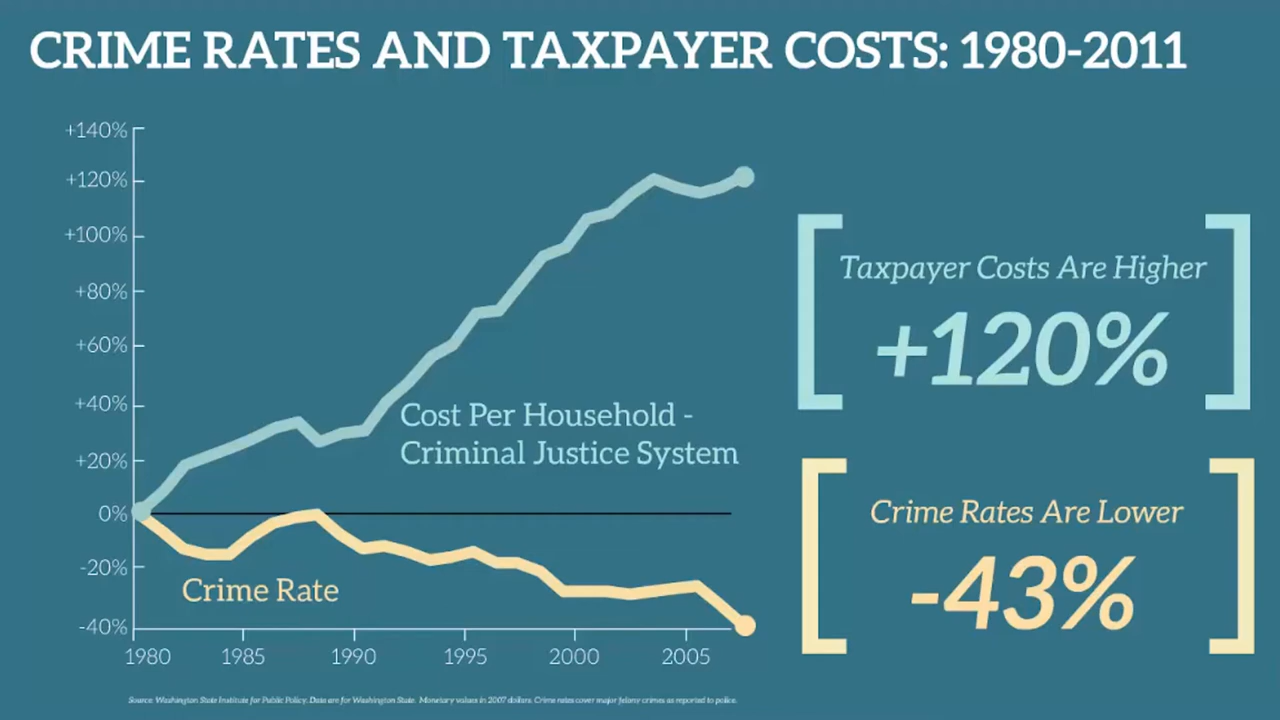 CRIME RATES AND TAXPAYER COSTS: 1980-2011
+140%
+120%
+100%
+80%
+60%
+40%
+20%
0%
-20%
-40%
1980 1985 1990 1995 2000 2005
Cost Per Household -
Criminal Justice System
Crime Rate
Taxpayer Costs Are Higher
+120%
Crime Rates Are Lower
-43%
Source: Washington State Institute for Public Policy. Data are for Washington State. Monetary values in 2007 dollars. Crime rates cover major felony crimes as reported to police.